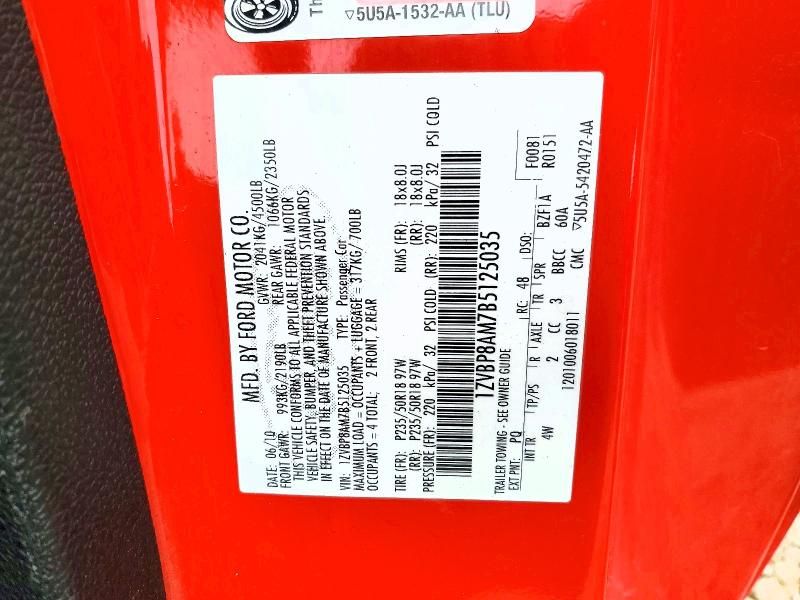 Th
▽5U5A-1532-AA (TLU)
MFD. BY FORD MOTOR CO.
DATE: 06/10 GVWR: 2041KG/4500LB
FRONT GAWR: 993KG/2190LB REAR GAWR: 1066KG/2350LB
THIS VEHICLE CONFORMS TO ALL APPLICABLE FEDERAL MOTOR
VEHICLE SAFETY, BUMPER, AND THEFT PREVENTION STANDARDS
IN EFFECT ON THE DATE OF MANUFACTURE SHOWN ABOVE.
VIN: 1ZVBP8AM7B5125035 TYPE: Passenger Car
MAXIMUM LOAD = OCCUPANTS + LUGGAGE = 317KG/ 700LB
OCCUPANTS = 4 TOTAL; 2 FRONT, 2 REAR
TIRE (FR): P235/50R18 97W RIMS (FR): 18x8.0J
(RR): P235/50R18 97W (RR): 18x8.0J
PRESSURE (FR): 220 kPa/ 32 PSI COLD (RR): 220 kPa/ 32 PSI COLD
1ZVBP8AM7B5125035
TRAILER TOWING - SEE OWNER GUIDE
EXT PNT: PQ RC: 48 DSO: F0081
INT TR TP/PS R AXLE TR SPR BZF1A R0151
4W 2 CC 3 BBCC 60A
1201006018011 CMC ▽5U5A-5420472-AA